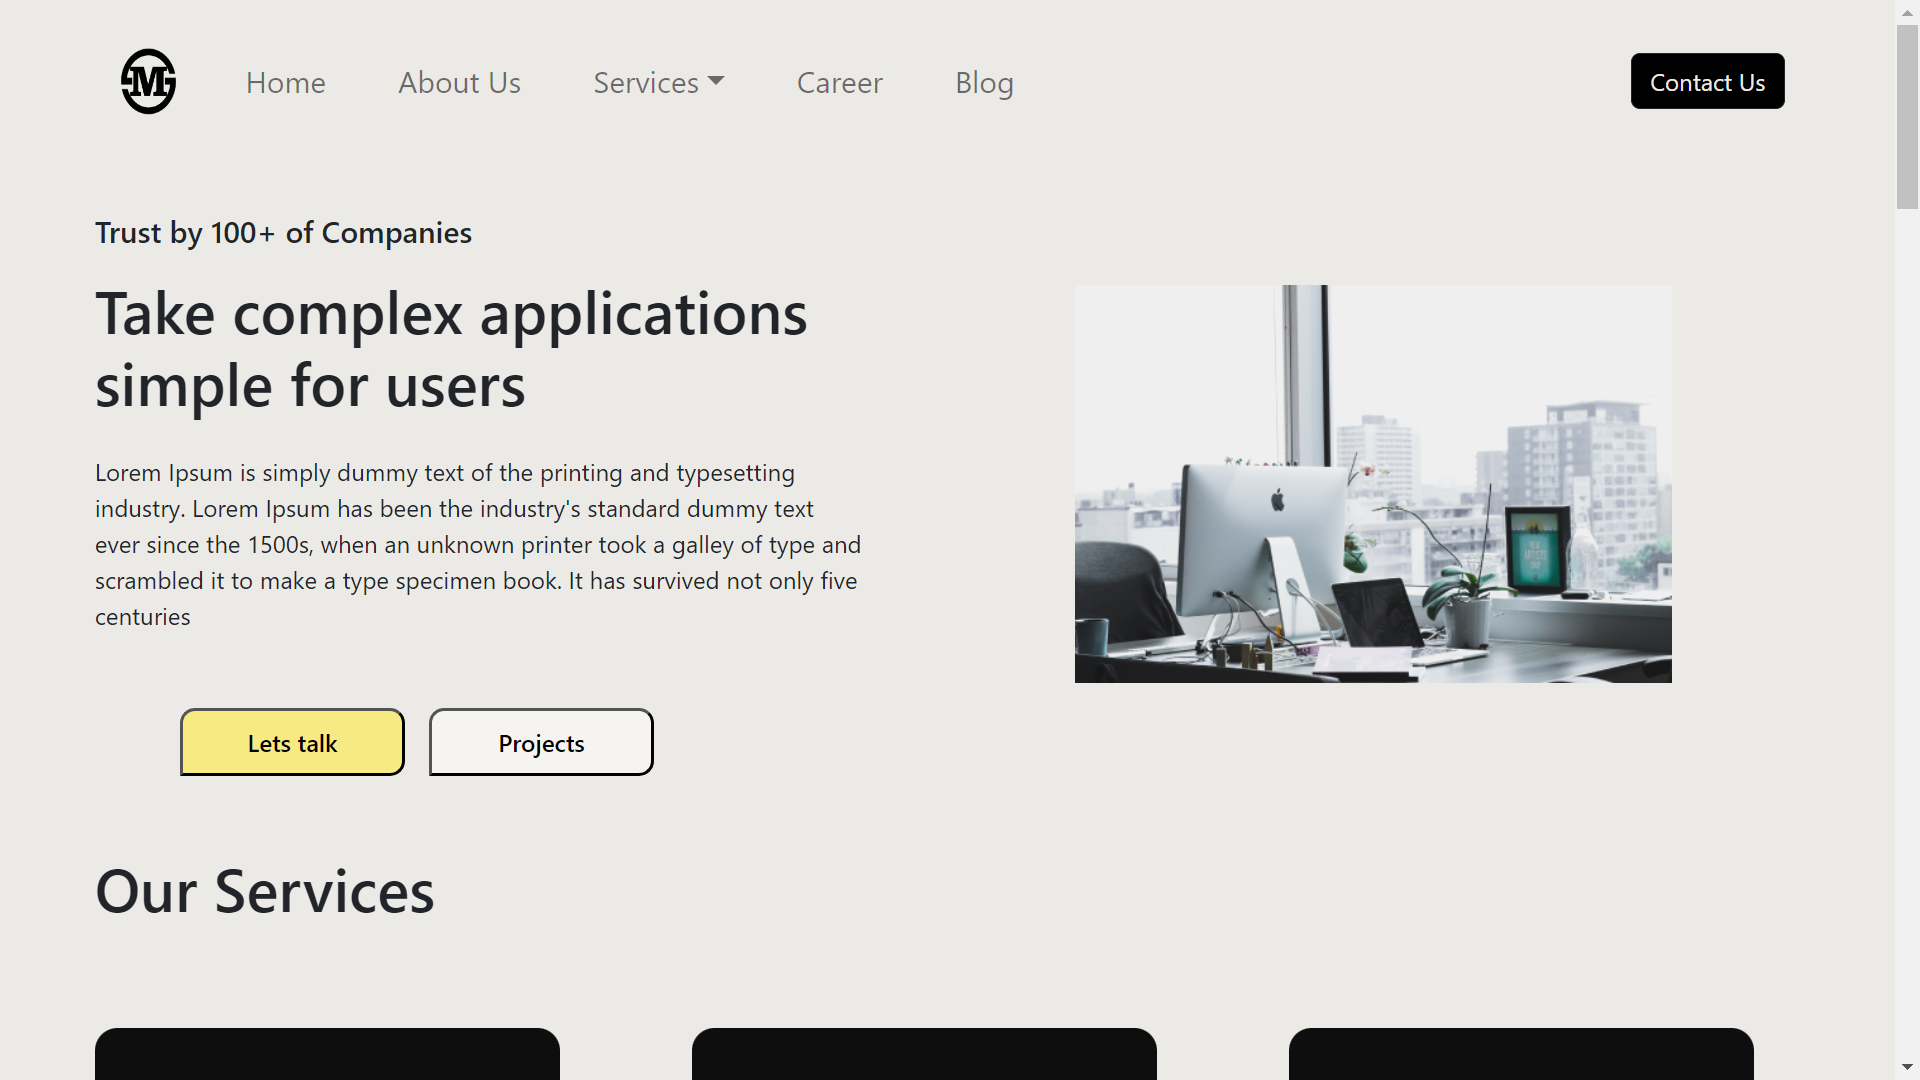 M
Home
About Us
Services
Career
Blog
Contact Us
Trust by 100+ of Companies
Take complex applications
simple for users
Lorem Ipsum is simply dummy text of the printing and typesetting
industry. Lorem Ipsum has been the industry's standard dummy text
ever since the 1500s, when an unknown printer took a galley of type and
scrambled it to make a type specimen book. It has survived not only five
centuries
Lets talk
Projects
Our Services